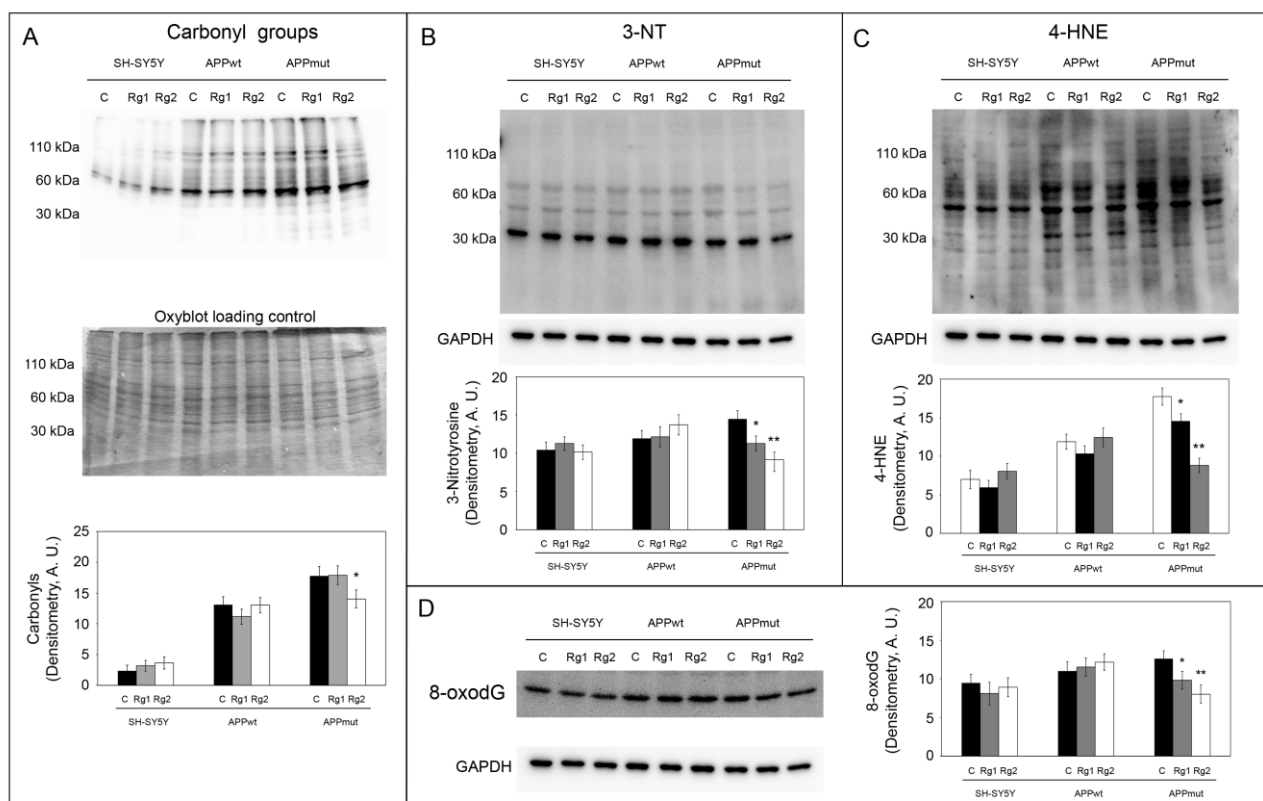 A
Carbonyl groups
SH-SY5Y APPwt APPmut
C Rg1 Rg2 C Rg1 Rg2 C Rg1 Rg2
110 kDa
60 kDa
30 kDa
Oxyblot loading control
110 kDa
60 kDa
30 kDa
Carbonyls
(Densitometry, A. U.)
25
20
15
10
5
0
*
C Rg1 Rg2 C Rg1 Rg2 C Rg1 Rg2
SH-SY5Y APPwt APPmut
B
3-NT
SH-SY5Y APPwt APPmut
C Rg1 Rg2 C Rg1 Rg2 C Rg1 Rg2
110 kDa
60 kDa
30 kDa
GAPDH
3-Nitrotyrosine
(Densitometry, A. U.)
20
15
10
5
0
*
**
C Rg1 Rg2 C Rg1 Rg2 C Rg1 Rg2
SH-SY5Y APPwt APPmut
C
4-HNE
SH-SY5Y APPwt APPmut
C Rg1 Rg2 C Rg1 Rg2 C Rg1 Rg2
110 kDa
60 kDa
30 kDa
GAPDH
4-HNE
(Densitometry, A. U.)
20
15
10
5
0
*
**
C Rg1 Rg2 C Rg1 Rg2 C Rg1 Rg2
SH-SY5Y APPwt APPmut
D
SH-SY5Y APPwt APPmut
C Rg1 Rg2 C Rg1 Rg2 C Rg1 Rg2
8-oxodG
GAPDH
8-oxodG
(Densitometry, A. U.)
20
15
10
5
0
*
**
C Rg1 Rg2 C Rg1 Rg2 C Rg1 Rg2
SH-SY5Y APPwt APPmut